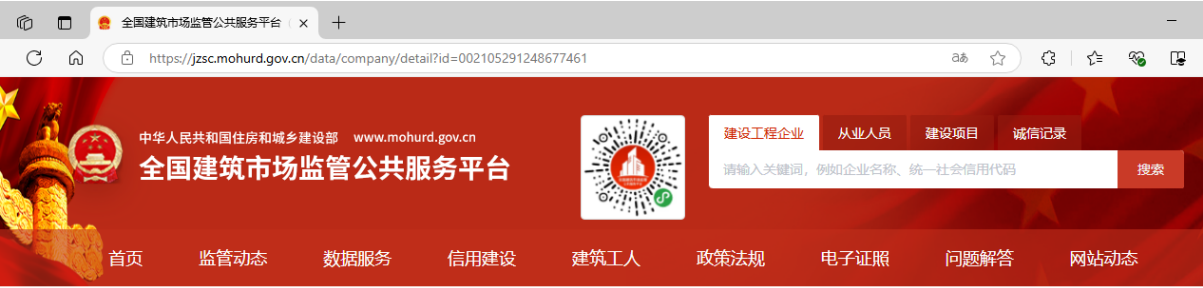 全国建筑市场监管公共服务平台（
https://jzsc.mohurd.gov.cn/data/company/detail?id=002105291248677461
中华人民共和国住房和城乡建设部 www.mohurd.gov.cn
全国建筑市场监管公共服务平台
建设工程企业 从业人员 建设项目 诚信记录
请输入关键词，例如企业名称、统一社会信用代码 搜索
首页 监管动态 数据服务 信用建设 建筑工人 政策法规 电子证照 问题解答 网站动态